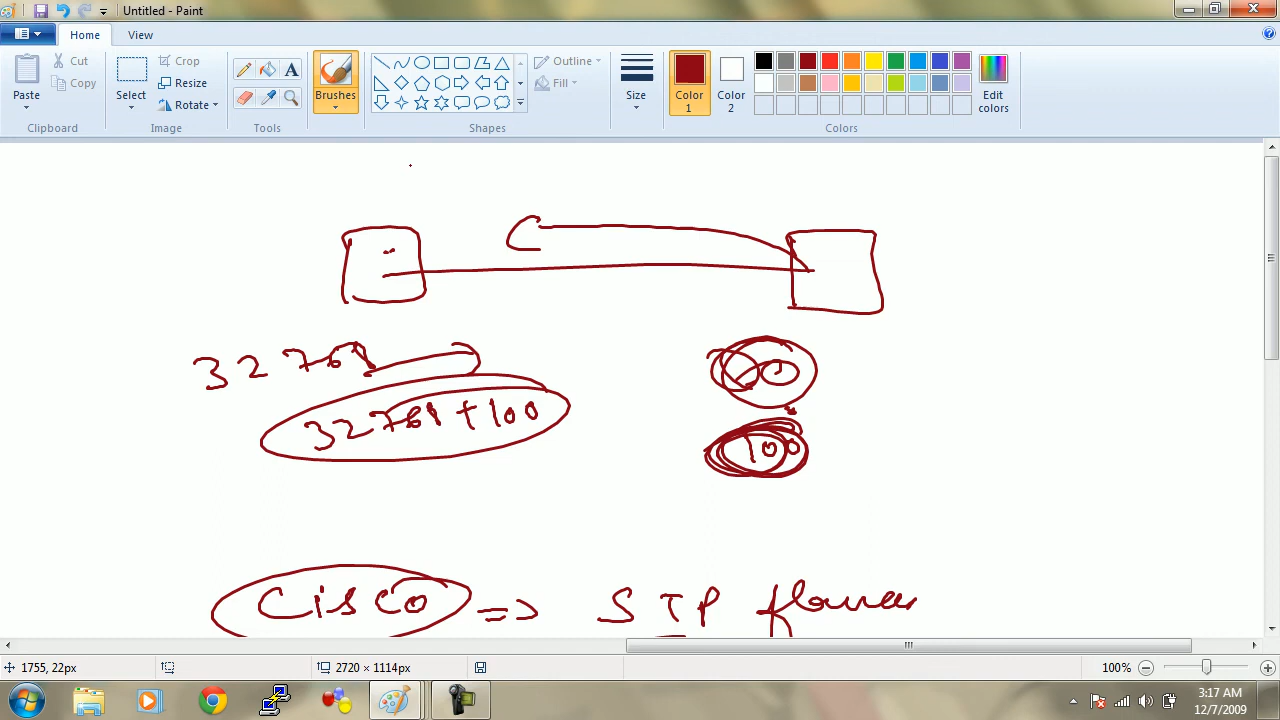 Untitled - Paint
Home View
Cut
Copy
Paste
Clipboard
Crop
Resize
Rotate
Select
Image
Tools
Brushes
Outline
Fill
Shapes
Size
Color 1
Color 2
Edit colors
Colors
32768
32768 + 100
100
Cisco => STP
1755, 22px
2720 × 1114px
100%
3:17 AM
12/7/2009